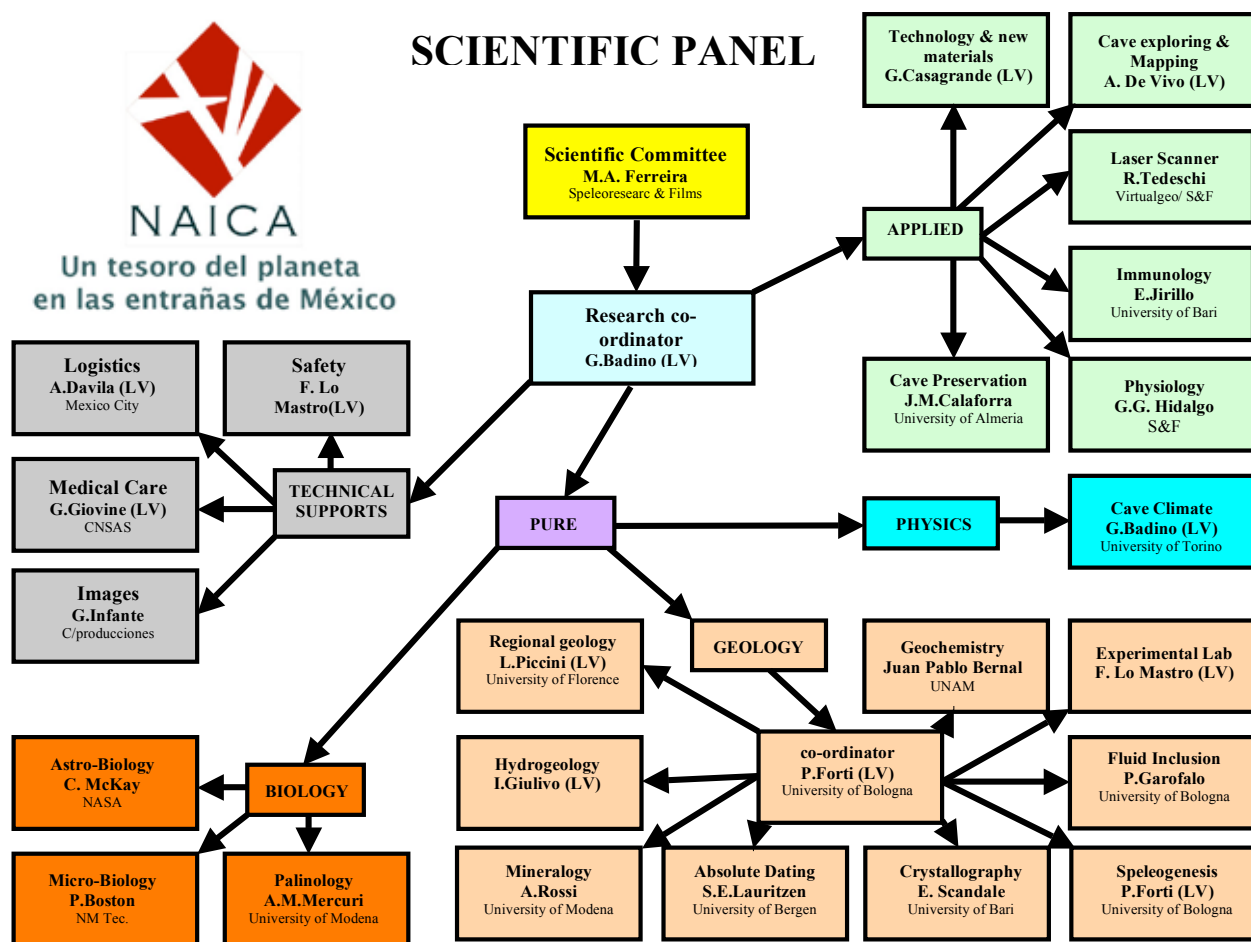 SCIENTIFIC PANEL
NAICA
Un tesoro del planeta
en las entrañas de México
Scientific Committee
M.A. Ferreira
Speleoresearc & Films
Research co-
ordinator
G.Badino (LV)
Technology & new
materials
G.Casagrande (LV)
Cave exploring &
Mapping
A. De Vivo (LV)
Laser Scanner
R.Tedeschi
Virtualgeo/ S&F
APPLIED
Immunology
E.Jirillo
University of Bari
Cave Preservation
J.M.Calaforra
University of Almeria
Physiology
G.G. Hidalgo
S&F
Logistics
A.Davila (LV)
Mexico City
Safety
F. Lo
Mastro(LV)
Medical Care
G.Giovine (LV)
CNSAS
TECHNICAL
SUPPORTS
Images
G.Infante
C/producciones
PURE
PHYSICS
Cave Climate
G.Badino (LV)
University of Torino
Regional geology
L.Piccini (LV)
University of Florence
GEOLOGY
Geochemistry
Juan Pablo Bernal
UNAM
Experimental Lab
F. Lo Mastro (LV)
Hydrogeology
I.Giulivo (LV)
co-ordinator
P.Forti (LV)
University of Bologna
Fluid Inclusion
P.Garofalo
University of Bologna
Mineralogy
A.Rossi
University of Modena
Absolute Dating
S.E.Lauritzen
University of Bergen
Crystallography
E. Scandale
University of Bari
Speleogenesis
P.Forti (LV)
University of Bologna
Astro-Biology
C. McKay
NASA
BIOLOGY
Micro-Biology
P.Boston
NM Tec.
Palinology
A.M.Mercuri
University of Modena